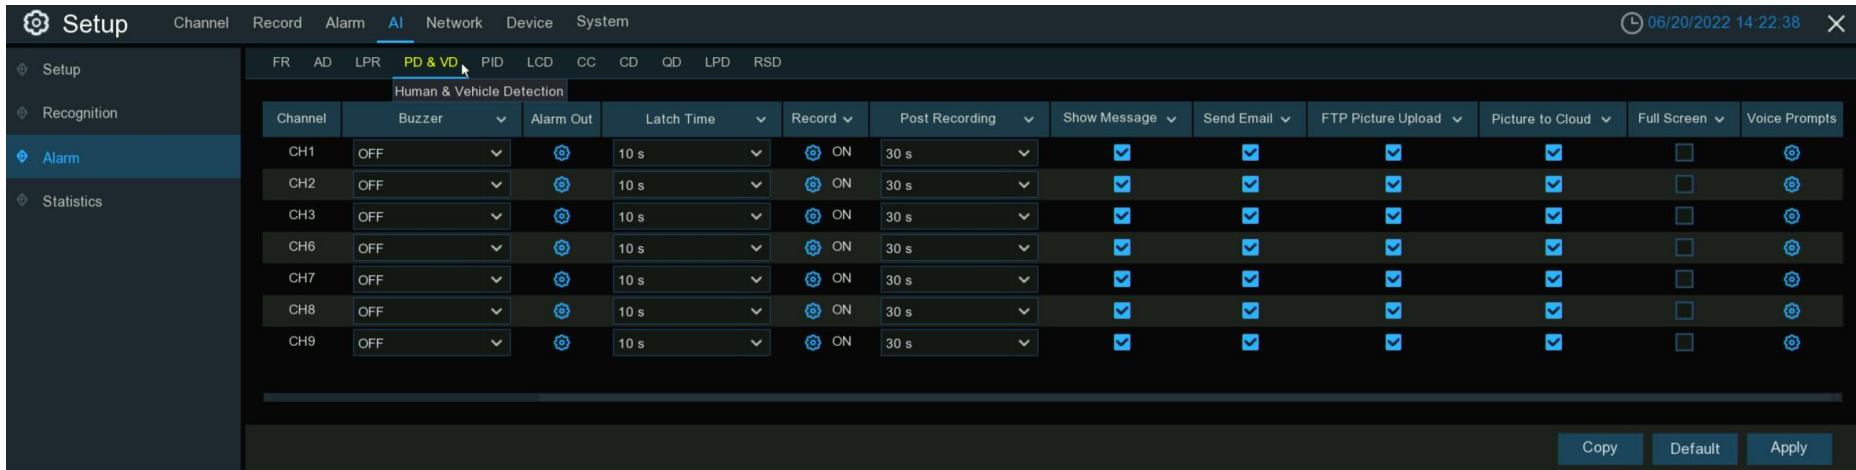 Setup Channel Record Alarm AI Network Device System 06/20/2022 14:22:38
Setup
Recognition
Alarm
Statistics
FR AD LPR PD & VD PID LCD CC CD QD LPD RSD
Human & Vehicle Detection
Channel Buzzer Alarm Out Latch Time Record Post Recording Show Message Send Email FTP Picture Upload Picture to Cloud Full Screen Voice Prompts
CH1 OFF 10 s ON 30 s
CH2 OFF 10 s ON 30 s
CH3 OFF 10 s ON 30 s
CH6 OFF 10 s ON 30 s
CH7 OFF 10 s ON 30 s
CH8 OFF 10 s ON 30 s
CH9 OFF 10 s ON 30 s
Copy Default Apply